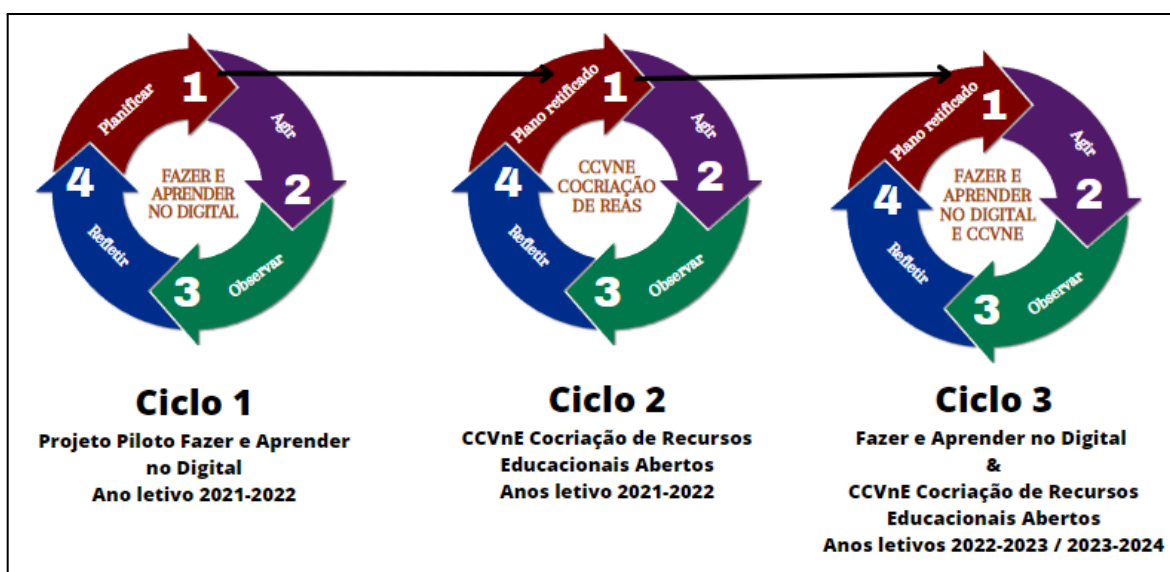 1
Planificar
Agir
2
Observar
3
Refletir
4
FAZER E
APRENDER
NO DIGITAL
Ciclo 1
Projeto Piloto Fazer e Aprender
no Digital
Ano letivo 2021-2022
1
Plano retificado
Agir
2
Observar
3
Refletir
4
CCVNE
COCRIAÇÃO
DE REAS
Ciclo 2
CCVnE Cocriação de Recursos
Educacionais Abertos
Anos letivo 2021-2022
1
Plano retificado
Agir
2
Observar
3
Refletir
4
FAZER E
APRENDER
NO DIGITAL
E CCVNE
Ciclo 3
Fazer e Aprender no Digital
&
CCVnE Cocriação de Recursos
Educacionais Abertos
Anos letivos 2022-2023 / 2023-2024